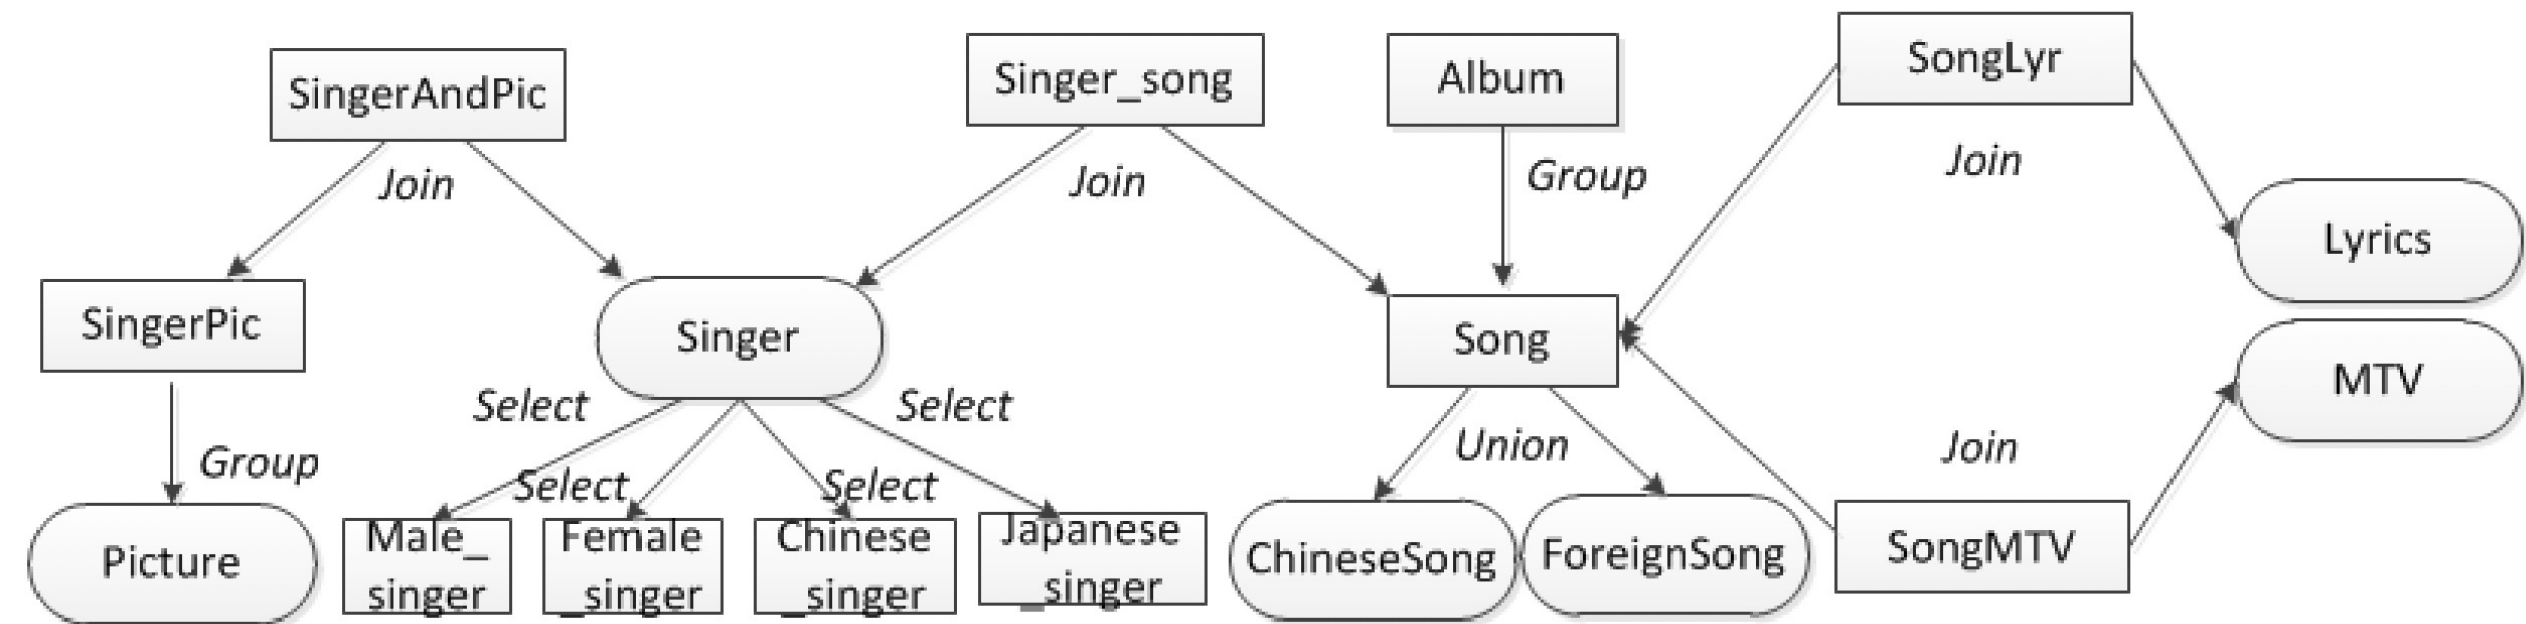 SingerAndPic
Singer_song
Album
SongLyr
Join
Join
Group
Join
Lyrics
SingerPic
Singer
Song
MTV
Select
Select
Group
Select
Select
Union
Join
Picture
Male_
singer
Female
_singer
Chinese
_singer
Japanese
_singer
ChineseSong
ForeignSong
SongMTV